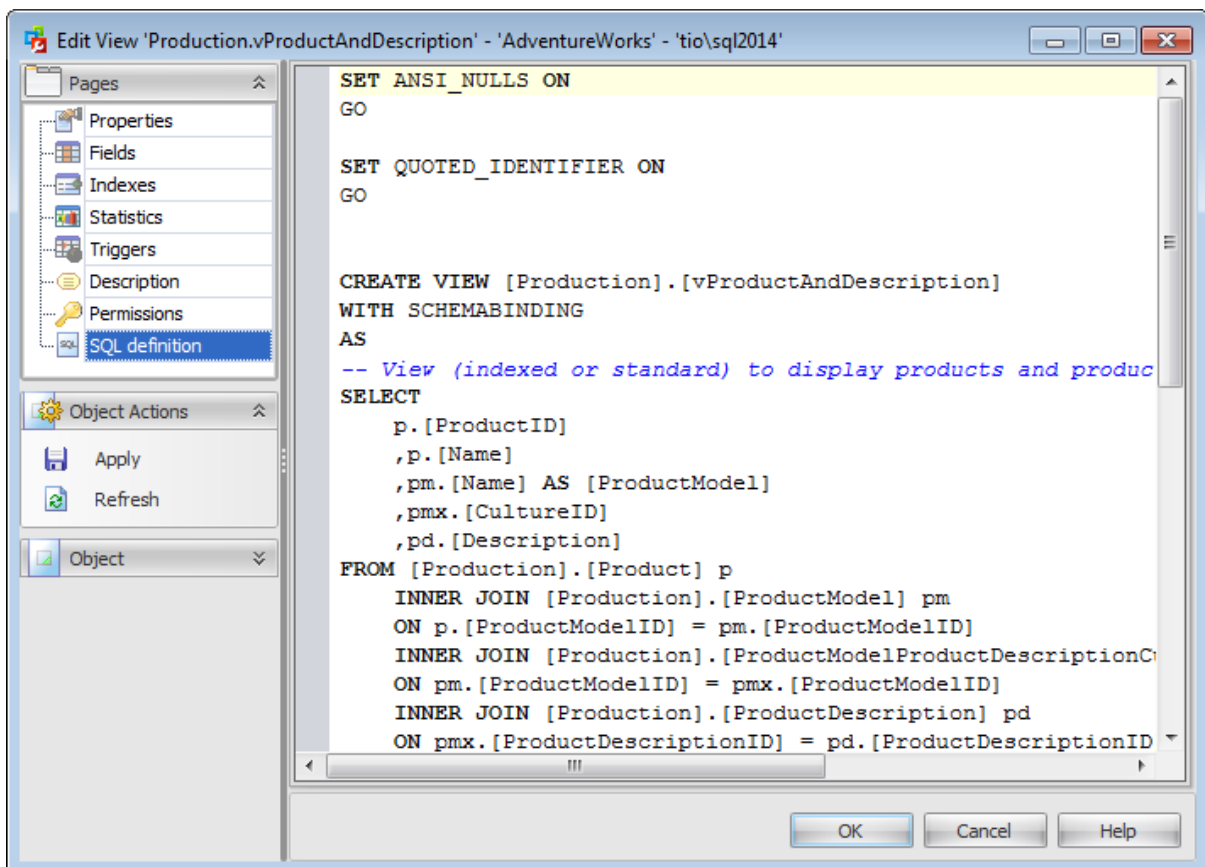 Edit View 'Production.vProductAndDescription' - 'AdventureWorks' - 'tio\sql2014'
Pages
Properties
Fields
Indexes
Statistics
Triggers
Description
Permissions
SQL definition
Object Actions
Apply
Refresh
Object
SET ANSI_NULLS ON
GO
SET QUOTED_IDENTIFIER ON
GO
CREATE VIEW [Production].[vProductAndDescription]
WITH SCHEMABINDING
AS
-- View (indexed or standard) to display products and produc
SELECT
p.[ProductID]
,p.[Name]
,pm.[Name] AS [ProductModel]
,pmx.[CultureID]
,pd.[Description]
FROM [Production].[Product] p
INNER JOIN [Production].[ProductModel] pm
ON p.[ProductModelID] = pm.[ProductModelID]
INNER JOIN [Production].[ProductModelProductDescriptionCu
ON pm.[ProductModelID] = pmx.[ProductModelID]
INNER JOIN [Production].[ProductDescription] pd
ON pmx.[ProductDescriptionID] = pd.[ProductDescriptionID
OK
Cancel
Help